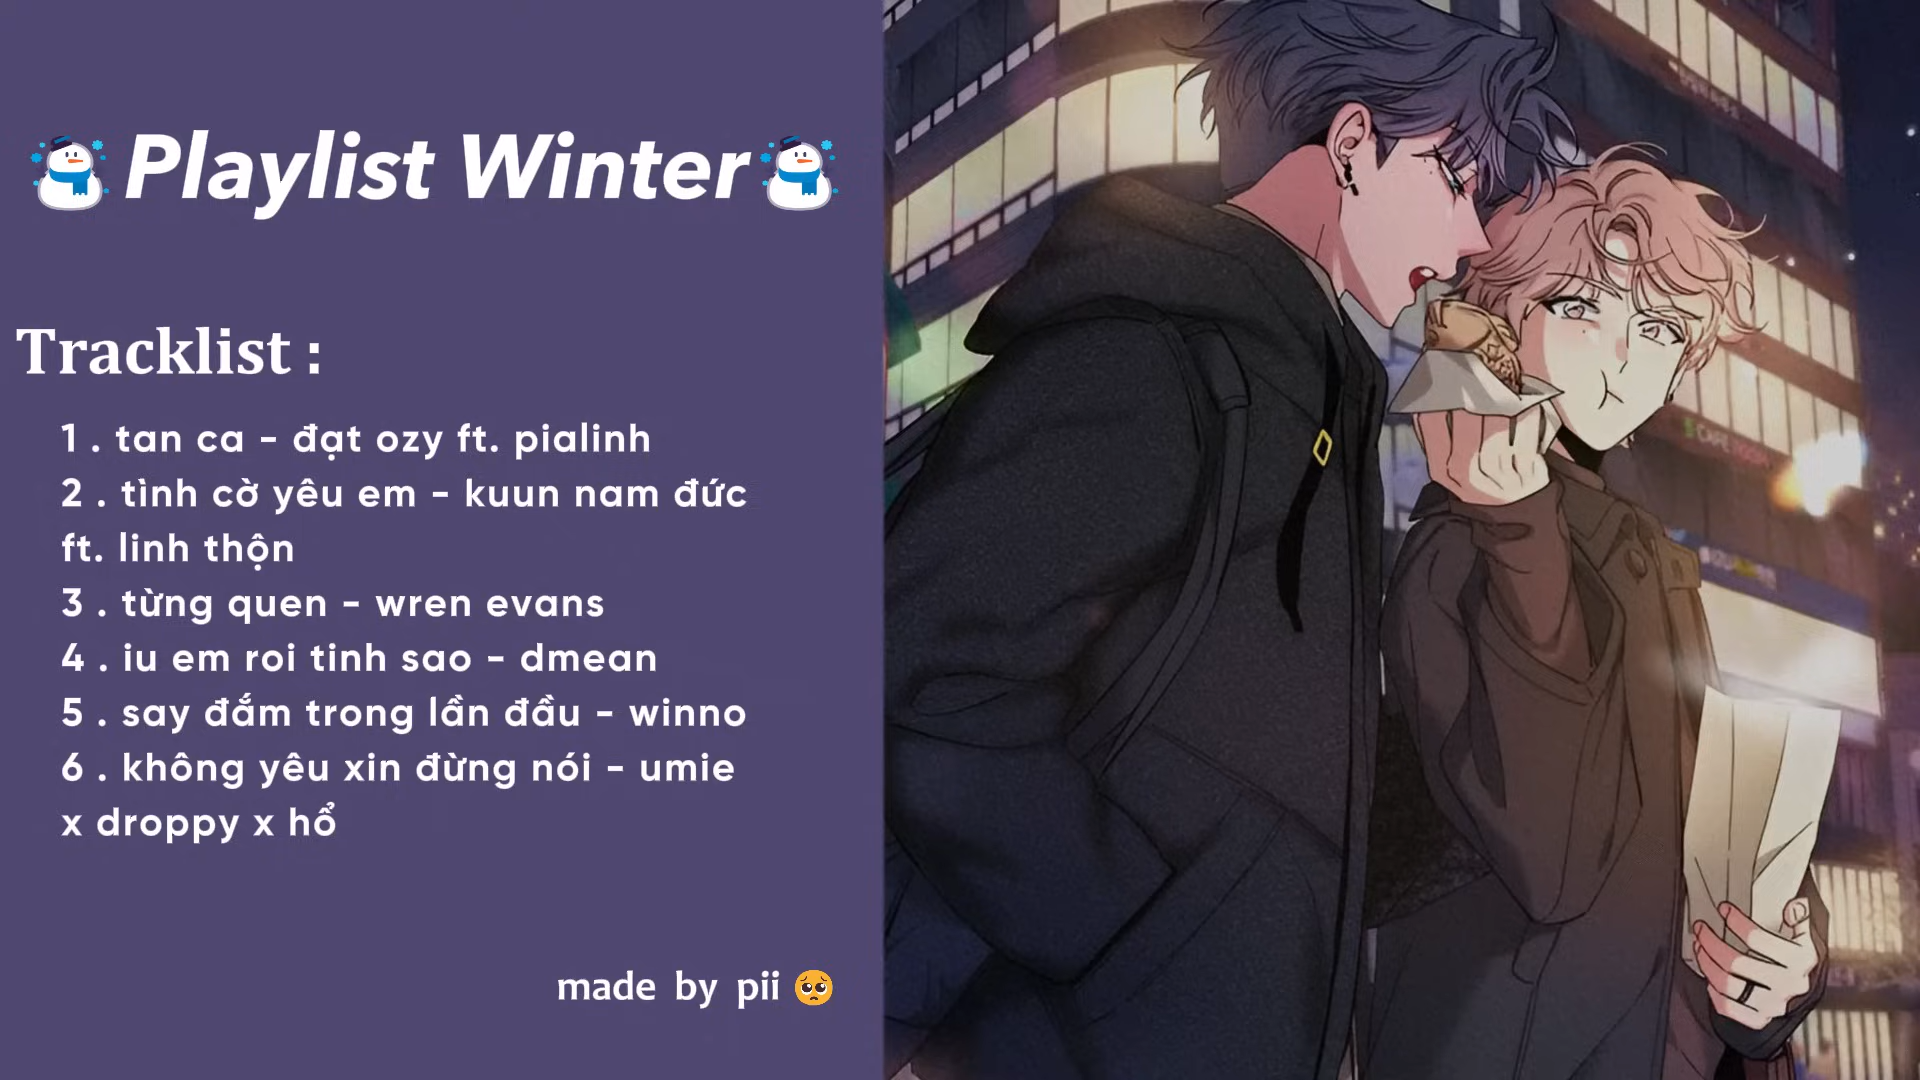 Playlist Winter
Tracklist :
1 . tan ca - đạt ozy ft. pialinh
2 . tình cờ yêu em - kuun nam đức
ft. linh thộn
3 . từng quen - wren evans
4 . iu em roi tinh sao - dmean
5 . say đắm trong lần đầu - winno
6 . không yêu xin đừng nói - umie
x droppy x hổ
made by pii 🥺
CAFE